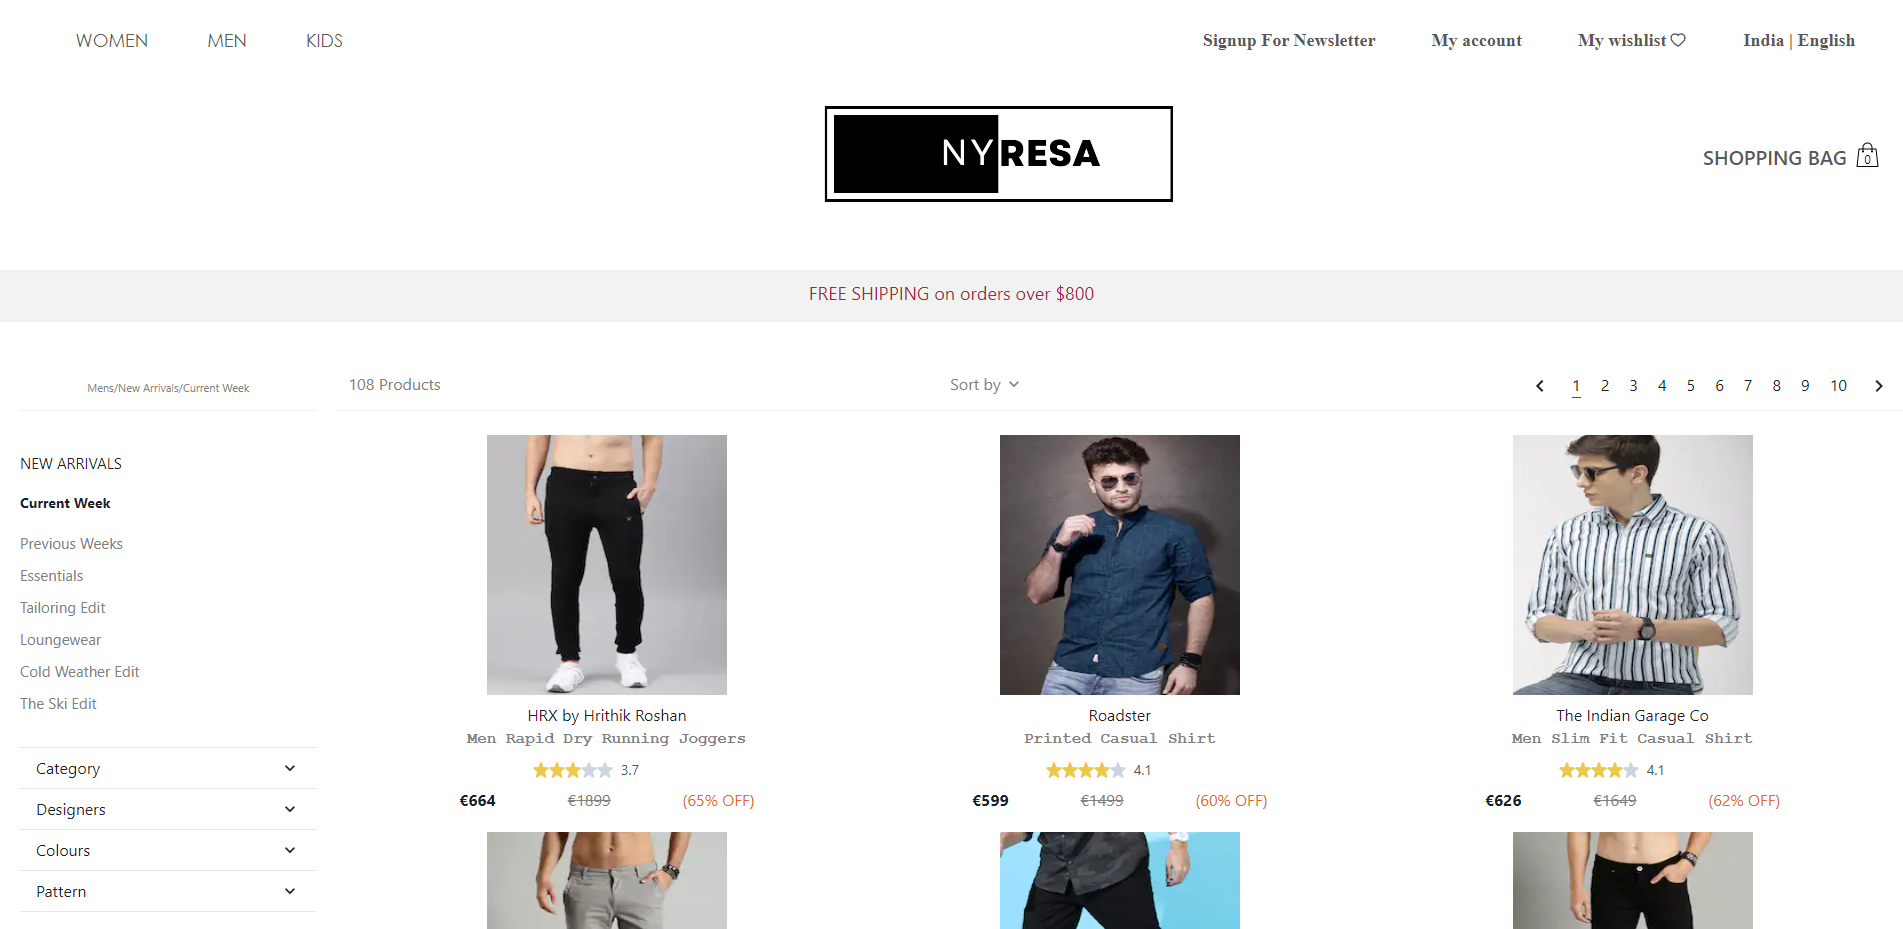 WOMEN MEN KIDS Signup For Newsletter My account My wishlist India | English
NYRESA
SHOPPING BAG 0
FREE SHIPPING on orders over $800
Mens/New Arrivals/Current Week 108 Products Sort by 1 2 3 4 5 6 7 8 9 10
NEW ARRIVALS
Current Week
Previous Weeks
Essentials
Tailoring Edit
Loungewear
Cold Weather Edit
The Ski Edit
Category
Designers
Colours
Pattern
HRX by Hrithik Roshan
Men Rapid Dry Running Joggers
3.7
€664 €1899 (65% OFF)
Roadster
Printed Casual Shirt
4.1
€599 €1499 (60% OFF)
The Indian Garage Co
Men Slim Fit Casual Shirt
4.1
€626 €1649 (62% OFF)